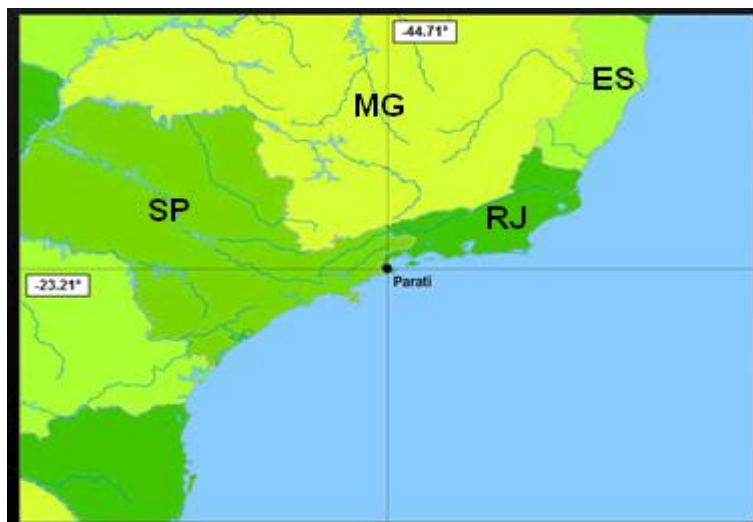 -44.71°
ES
MG
SP
RJ
-23.21°
Parati